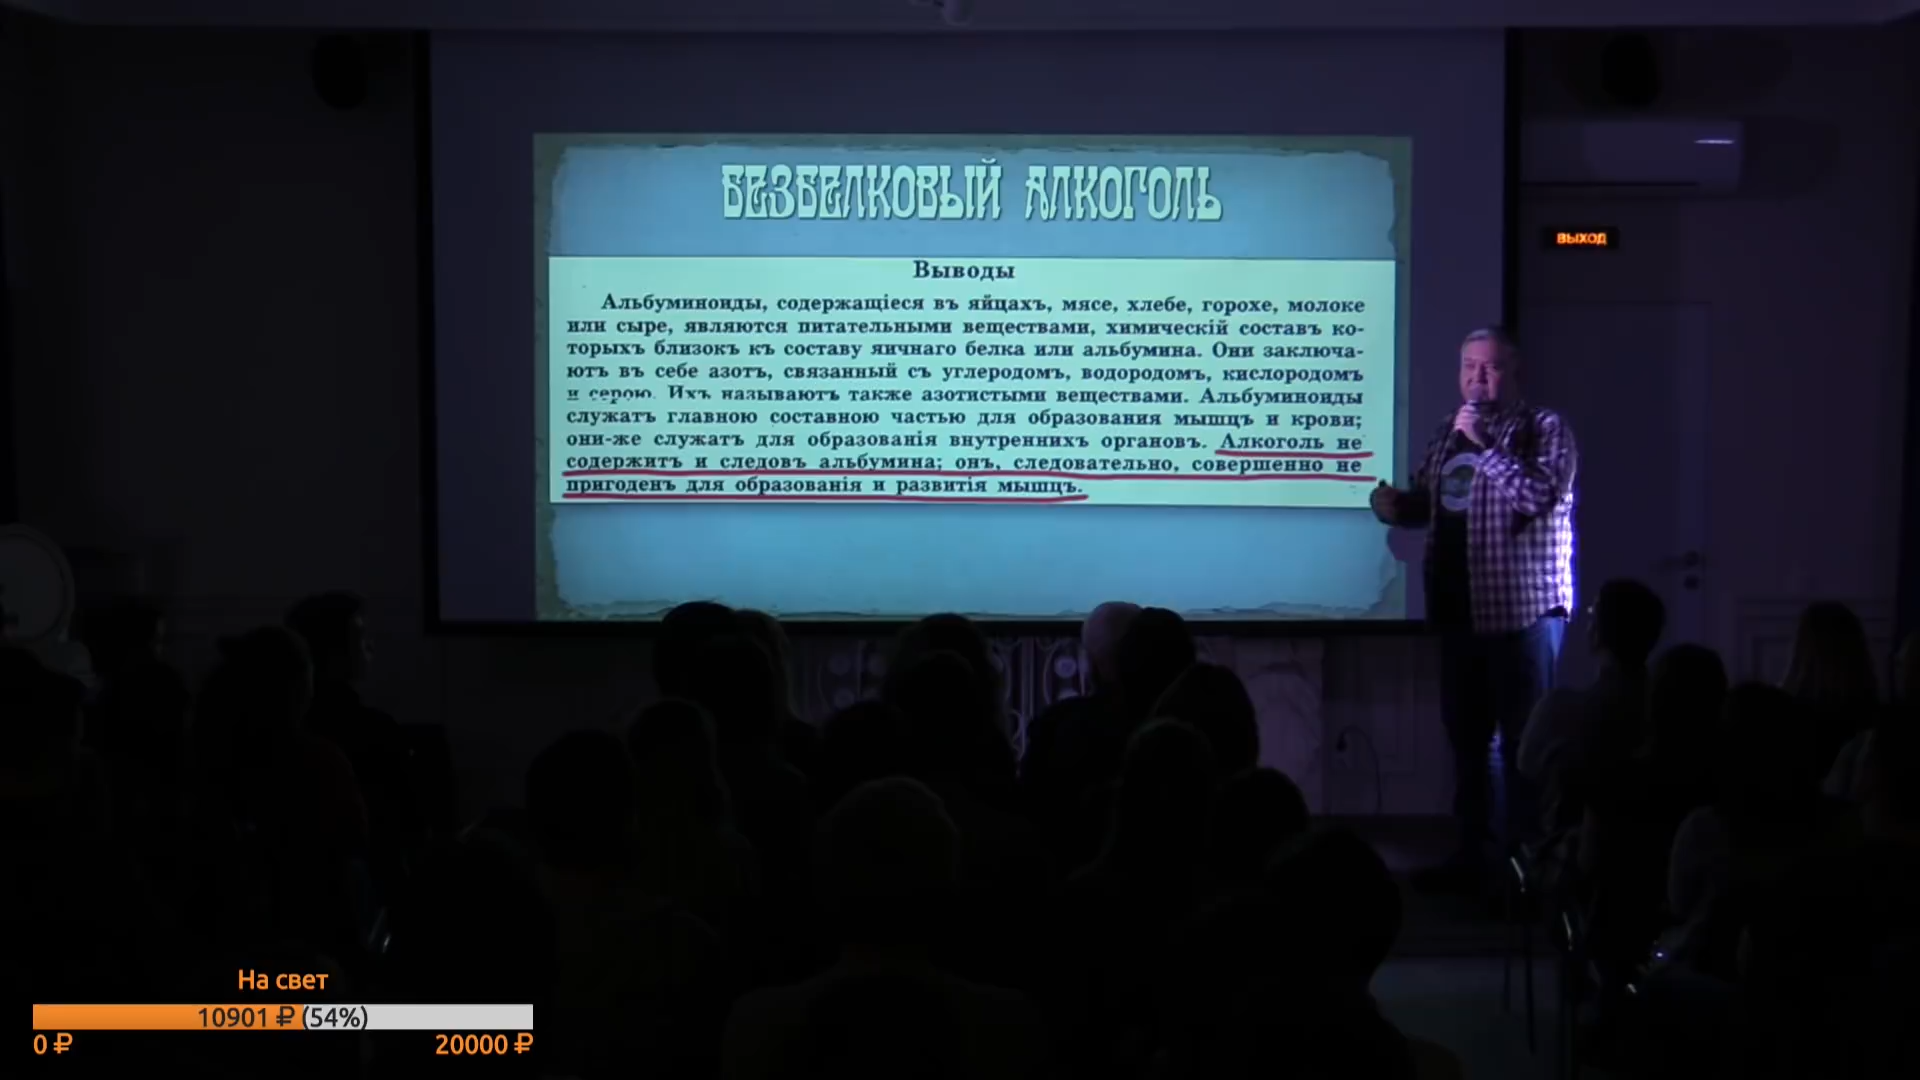 БЕЗБЕЛКОВЫЙ АЛКОГОЛЬ
Выводы
Альбуминоиды, содержащіеся въ яйцахъ, мясе, хлебе, горохе, молоке
или сыре, являются питательными веществами, химическій составъ ко-
торыхъ близокъ къ составу яичнаго белка или альбумина. Они заключа-
ютъ въ себе азотъ, связанный съ углеродомъ, водородомъ, кислородомъ
и серою. Ихъ называютъ также азотистыми веществами. Альбуминоиды
служатъ главною составною частью для образования мышцъ и крови;
они-же служатъ для образованія внутреннихъ органовъ. Алкоголь не
содержитъ и следовъ альбумина; онъ, следовательно, совершенно не
пригоденъ для образованія и развитія мышцъ.
ВЫХОД
На свет
10901 ₽ (54%)
0 ₽ 20000 ₽